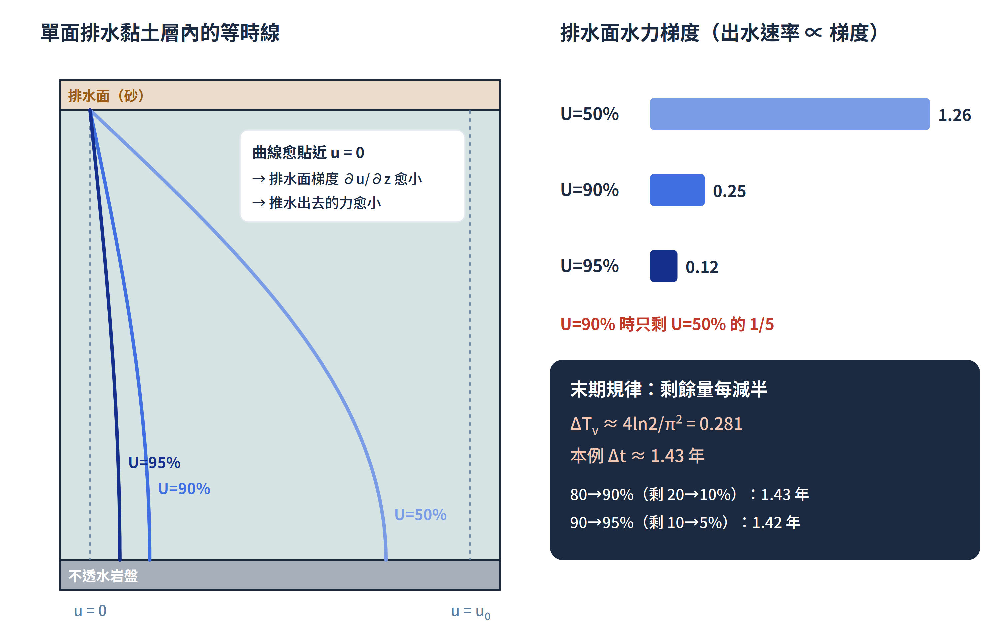 單面排水黏土層內的等時線
排水面（砂）
曲線愈貼近 u = 0
→ 排水面梯度 ∂u/∂z 愈小
→ 推水出去的力愈小
U=95%
U=90%
U=50%
不透水岩盤
u = 0
u = u₀
排水面水力梯度（出水速率 ∝ 梯度）
U=50%
1.26
U=90%
0.25
U=95%
0.12
U=90% 時只剩 U=50% 的 1/5
末期規律：剩餘量每減半
ΔTᵥ ≈ 4ln2/π² = 0.281
本例 Δt ≈ 1.43 年
80→90%（剩 20→10%）：1.43 年
90→95%（剩 10→5%）：1.42 年